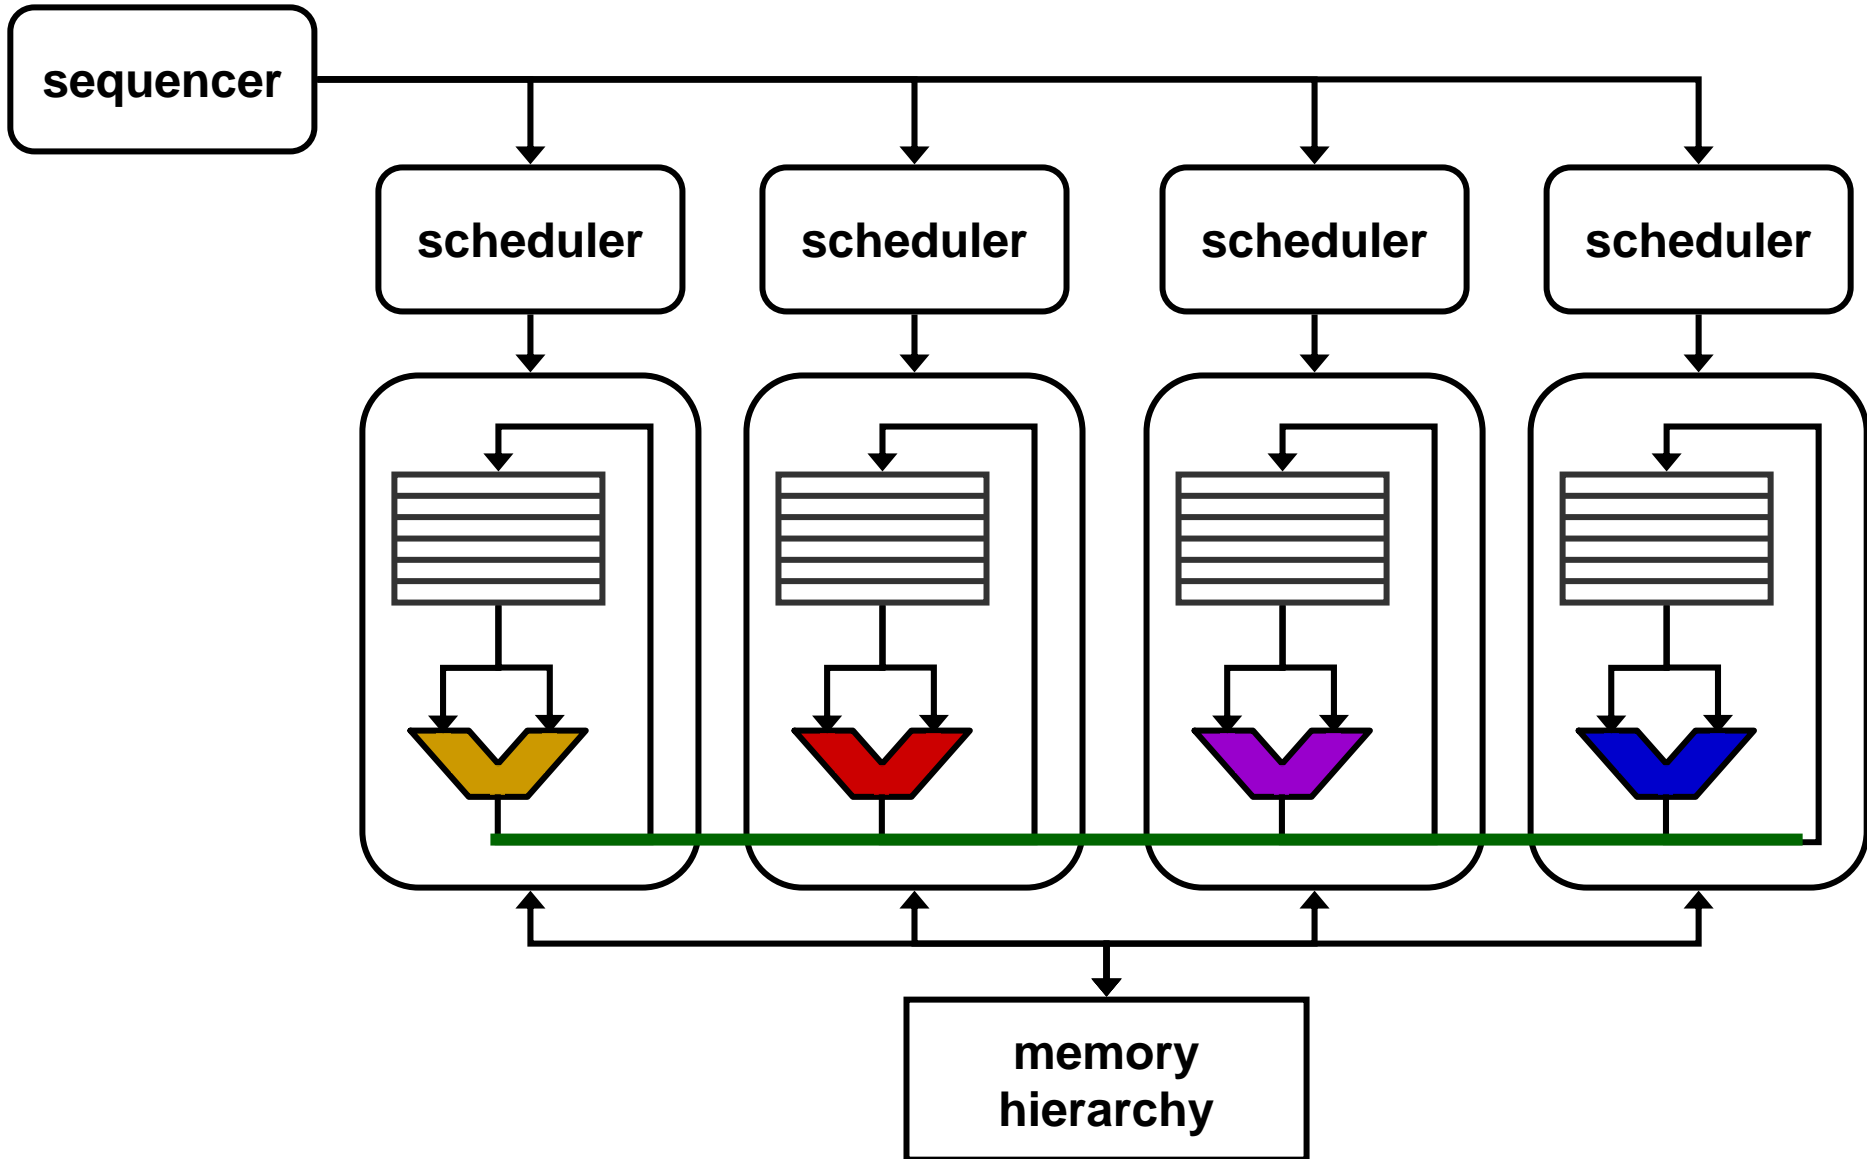 sequencer
scheduler
scheduler
scheduler
scheduler
memory
hierarchy